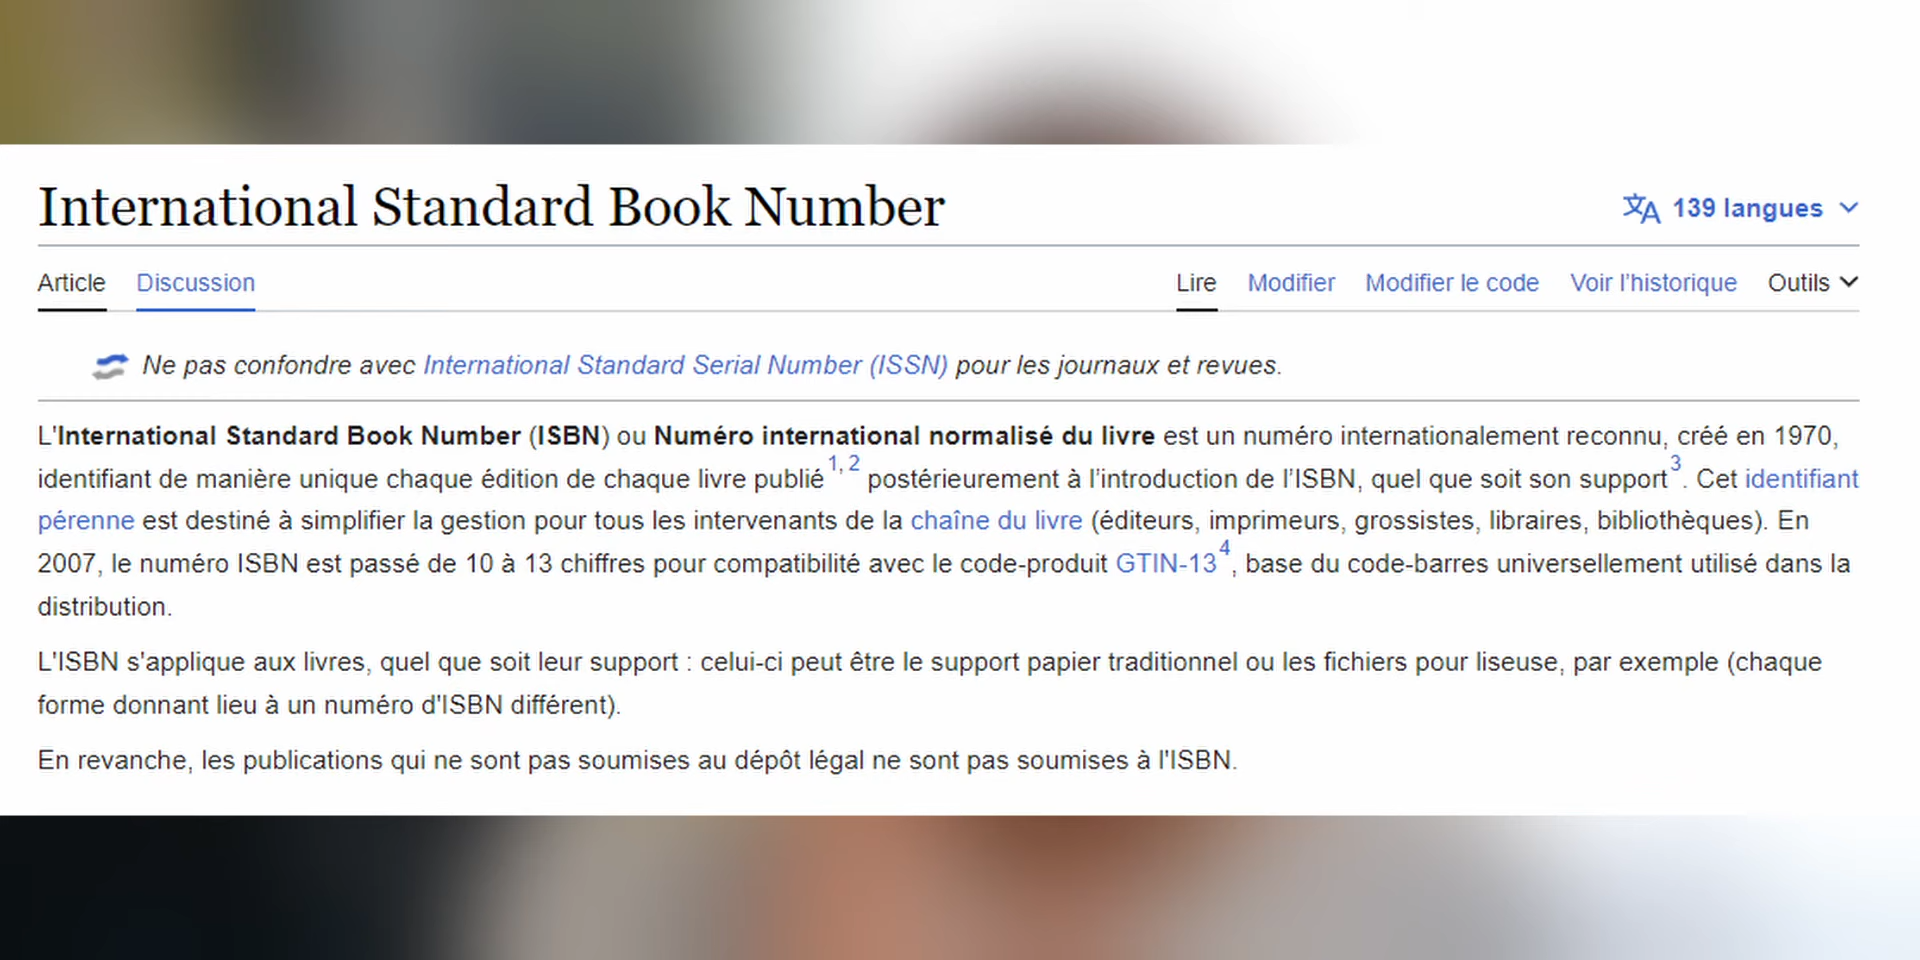 International Standard Book Number
139 langues
Article Discussion Lire Modifier Modifier le code Voir l’historique Outils
Ne pas confondre avec International Standard Serial Number (ISSN) pour les journaux et revues.
L'International Standard Book Number (ISBN) ou Numéro international normalisé du livre est un numéro internationalement reconnu, créé en 1970,
identifiant de manière unique chaque édition de chaque livre publié 1, 2 postérieurement à l’introduction de l’ISBN, quel que soit son support 3. Cet identifiant
pérenne est destiné à simplifier la gestion pour tous les intervenants de la chaîne du livre (éditeurs, imprimeurs, grossistes, libraires, bibliothèques). En
2007, le numéro ISBN est passé de 10 à 13 chiffres pour compatibilité avec le code-produit GTIN-13 4, base du code-barres universellement utilisé dans la
distribution.
L'ISBN s'applique aux livres, quel que soit leur support : celui-ci peut être le support papier traditionnel ou les fichiers pour liseuse, par exemple (chaque
forme donnant lieu à un numéro d'ISBN différent).
En revanche, les publications qui ne sont pas soumises au dépôt légal ne sont pas soumises à l'ISBN.